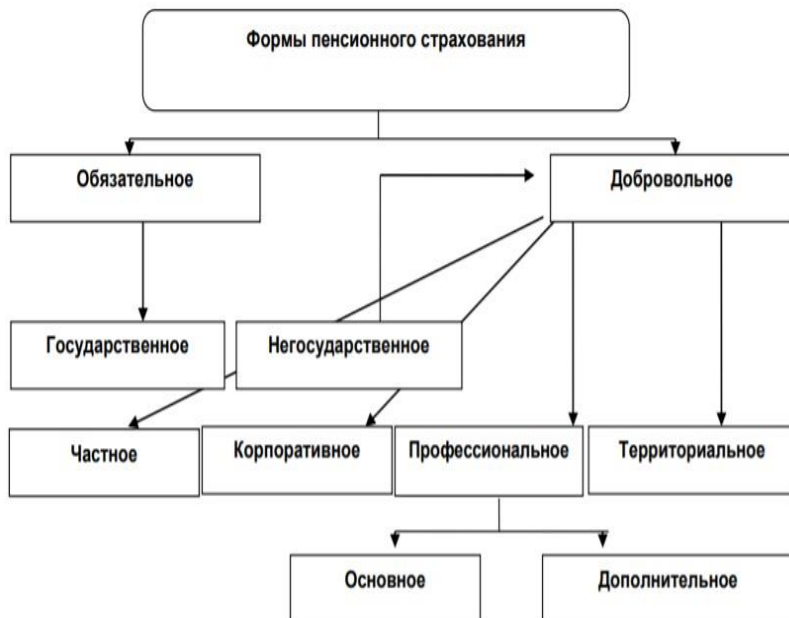 Формы пенсионного страхования
Обязательное
Добровольное
Государственное
Негосударственное
Частное
Корпоративное
Профессиональное
Территориальное
Основное
Дополнительное